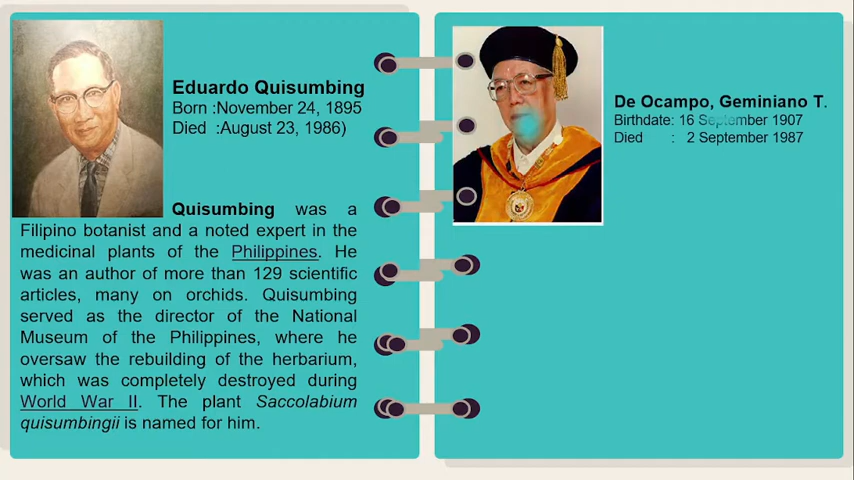 Eduardo Quisumbing
Born :November 24, 1895
Died :August 23, 1986)
Quisumbing was a
Filipino botanist and a noted expert in the
medicinal plants of the Philippines. He
was an author of more than 129 scientific
articles, many on orchids. Quisumbing
served as the director of the National
Museum of the Philippines, where he
oversaw the rebuilding of the herbarium,
which was completely destroyed during
World War II. The plant Saccolabium
quisumbingii is named for him.
De Ocampo, Geminiano T.
Birthdate: 16 September 1907
Died : 2 September 1987